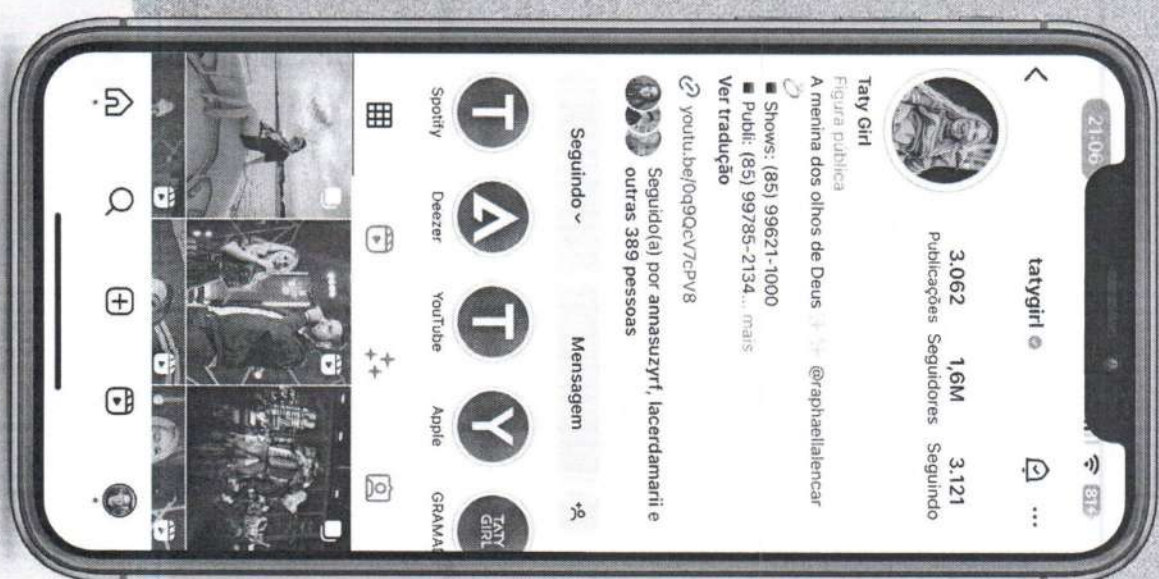 21:06
81
tatygirl
3.062 1,6M 3.121
Publicações Seguidores Seguindo
Taty Girl
Figura pública
A menina dos olhos de Deus @raphaellalencar
Shows: (85) 99621-1000
Publi: (85) 99785-2134... mais
Ver tradução
youtu.be/0q9QcV7cPV8
Seguido(a) por annasuzyrf, lacerdamarii e
outras 389 pessoas
Seguindo Mensagem
T A T Y TATY GIRL
Spotify Deezer YouTube Apple GRAMA